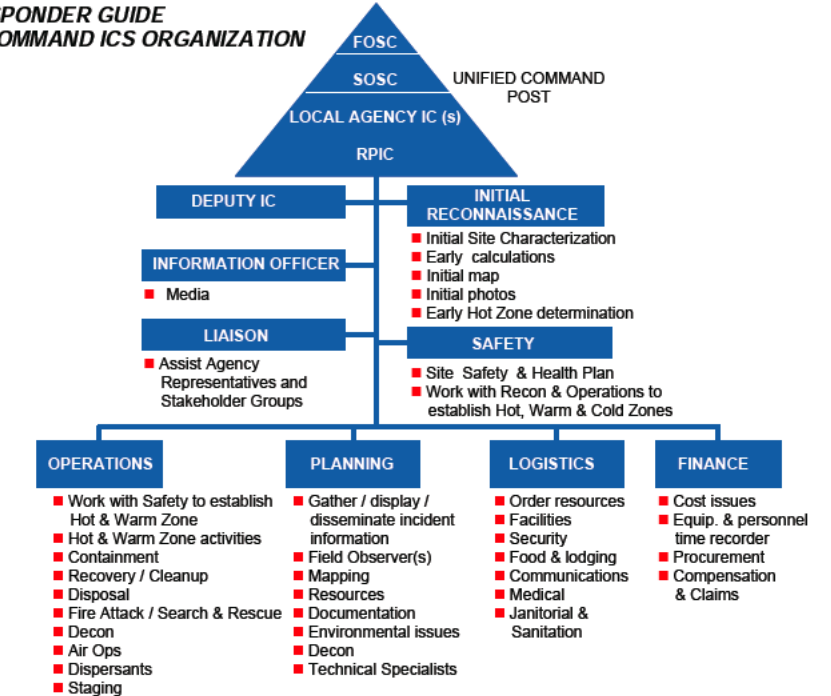 SPONDER GUIDE
OMMAND ICS ORGANIZATION
FOSC
SOSC
LOCAL AGENCY IC (s)
RPIC
UNIFIED COMMAND
POST
DEPUTY IC
INITIAL
RECONNAISSANCE
Initial Site Characterization
Early calculations
Initial map
Initial photos
Early Hot Zone determination
INFORMATION OFFICER
Media
LIAISON
Assist Agency
Representatives and
Stakeholder Groups
SAFETY
Site Safety & Health Plan
Work with Recon & Operations to
establish Hot, Warm & Cold Zones
OPERATIONS
Work with Safety to establish
Hot & Warm Zone
Hot & Warm Zone activities
Containment
Recovery / Cleanup
Disposal
Fire Attack / Search & Rescue
Decon
Air Ops
Dispersants
Staging
PLANNING
Gather / display /
disseminate incident
information
Field Observer(s)
Mapping
Resources
Documentation
Environmental issues
Decon
Technical Specialists
LOGISTICS
Order resources
Facilities
Security
Food & lodging
Communications
Medical
Janitorial &
Sanitation
FINANCE
Cost issues
Equip. & personnel
time recorder
Procurement
Compensation
& Claims